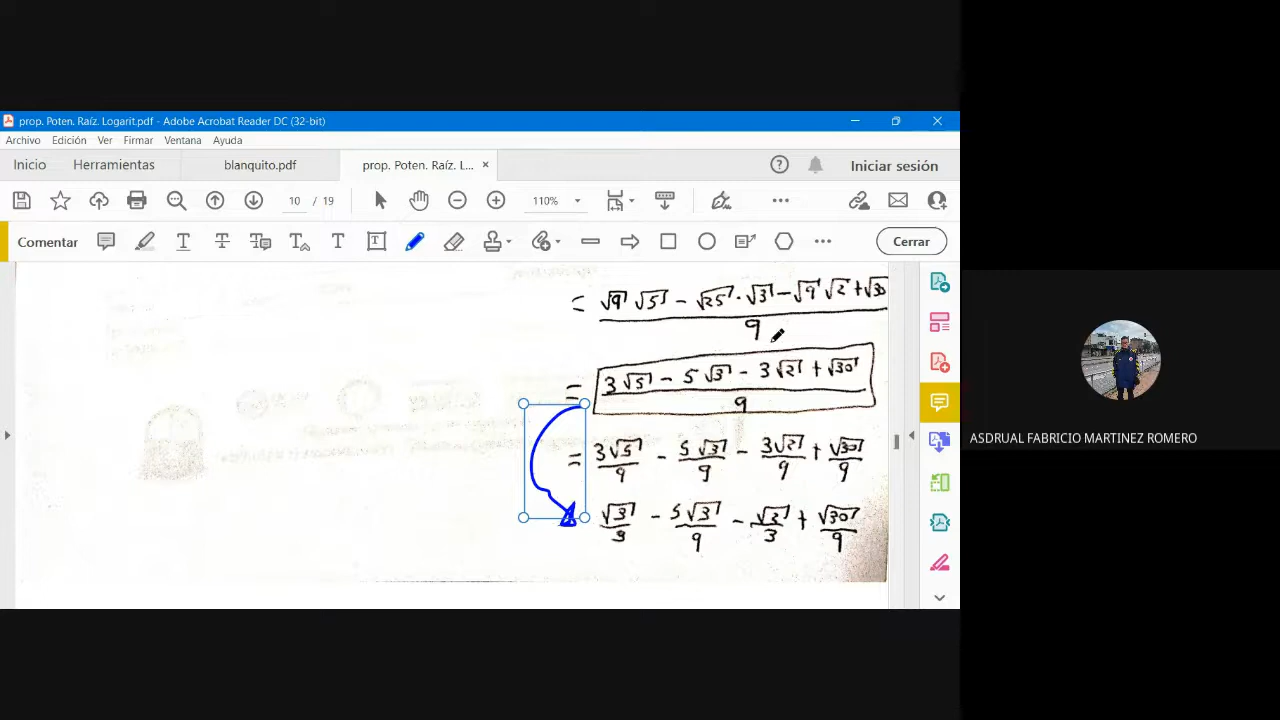 prop. Poten. Raíz. Logarit.pdf - Adobe Acrobat Reader DC (32-bit)
Archivo Edición Ver Firmar Ventana Ayuda
Inicio Herramientas blanquito.pdf prop. Poten. Raíz. L... × Iniciar sesión
10 / 19 110%
Comentar Cerrar
= √9 √5 - √25 · √3 - √9 √2 + √30
9
= 3√5 - 5√3 - 3√2 + √30
9
= 3√5/9 - 5√3/9 - 3√2/9 + √30/9
√3/3 - 5√3/9 - √2/3 + √30/9
ASDRUAL FABRICIO MARTINEZ ROMERO